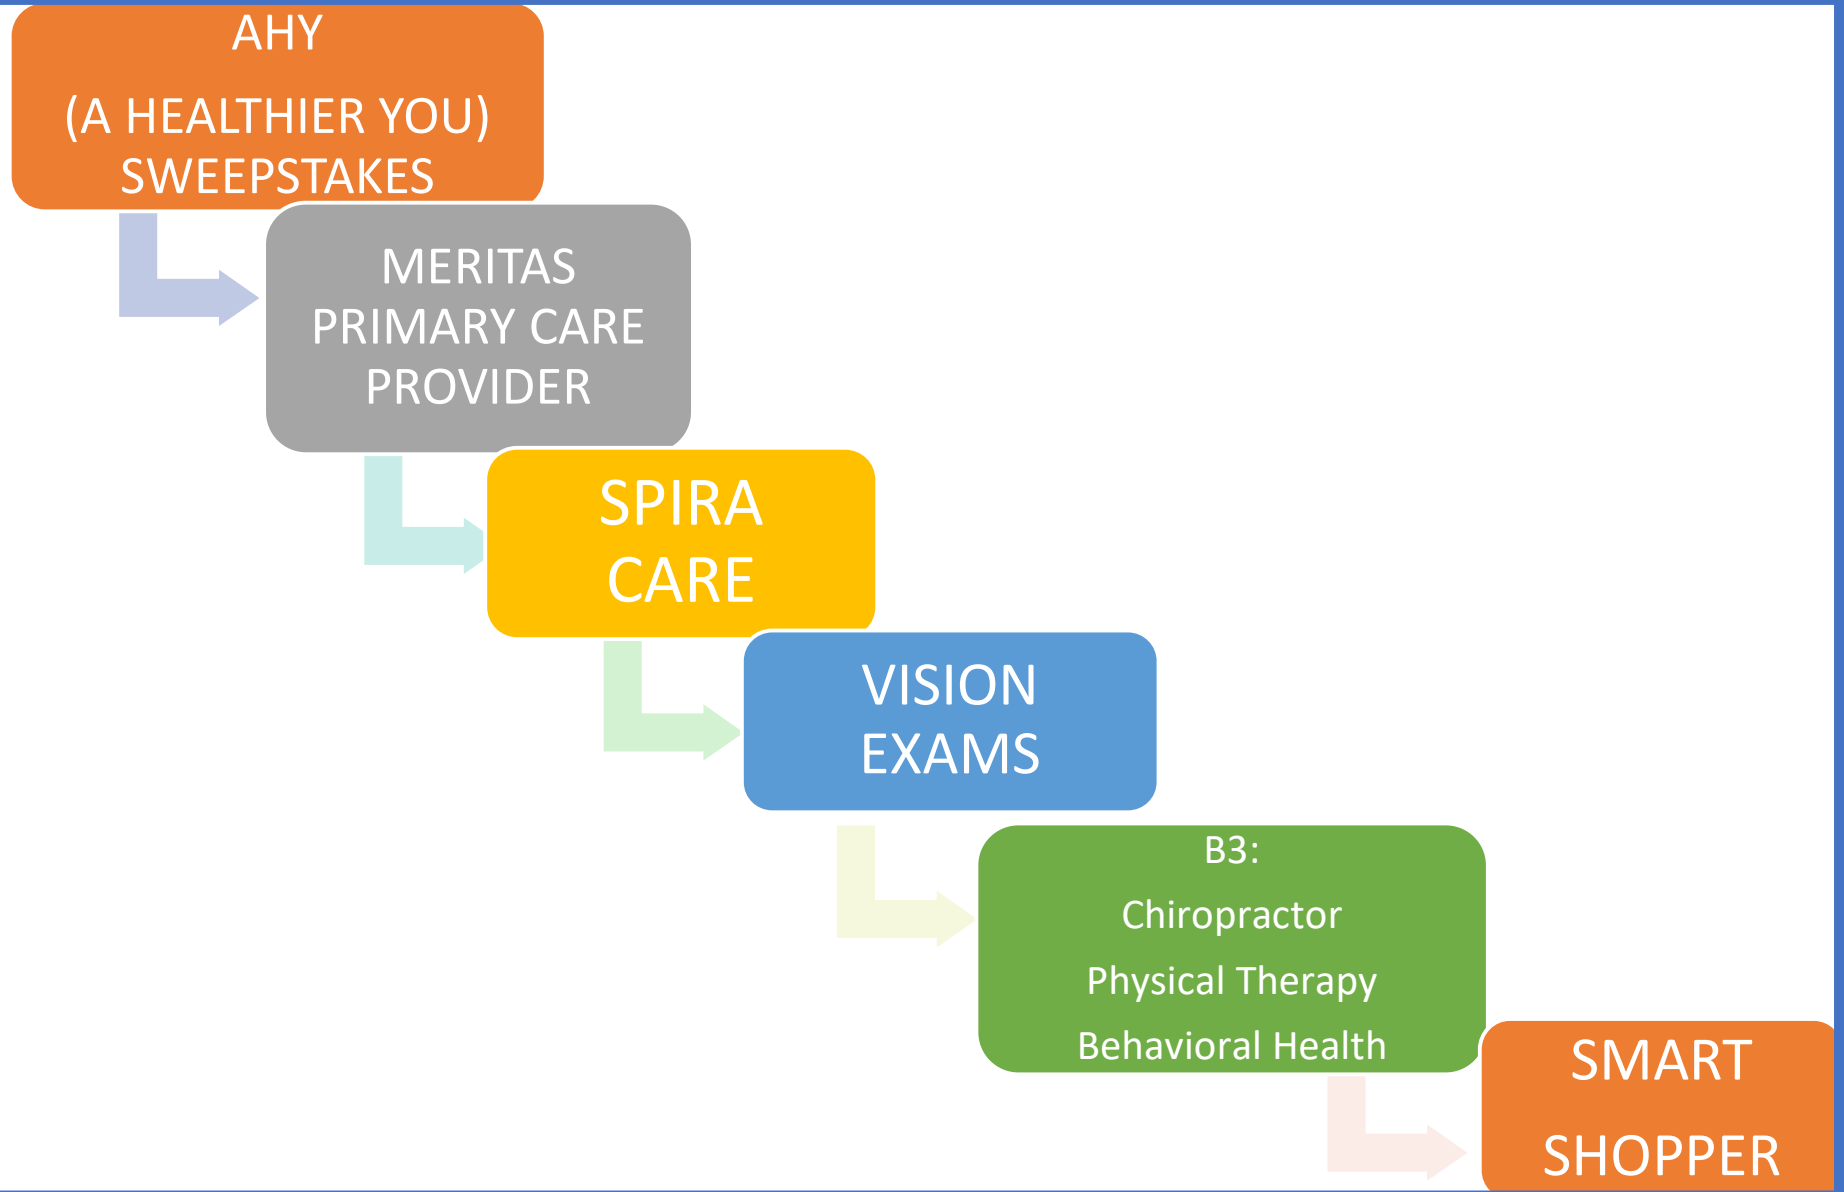 AHY
(A HEALTHIER YOU)
SWEEPSTAKES
MERITAS
PRIMARY CARE
PROVIDER
SPIRA
CARE
VISION
EXAMS
B3:
Chiropractor
Physical Therapy
Behavioral Health
SMART
SHOPPER